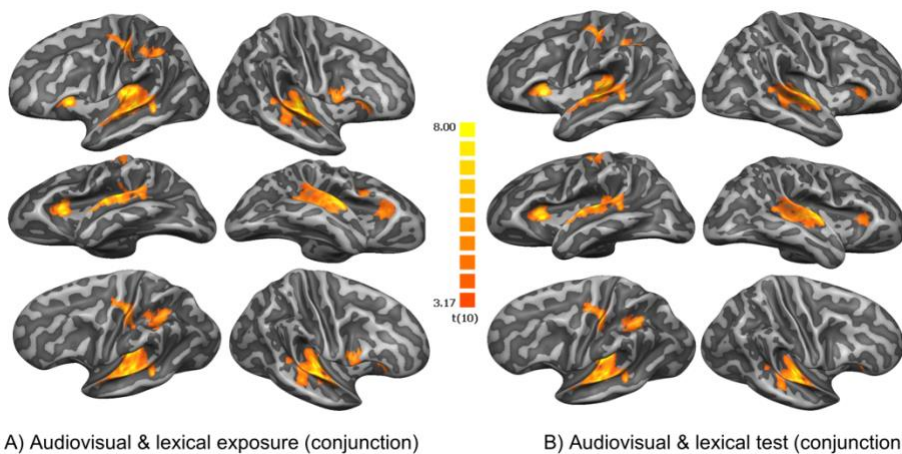 8.00
3.17
t(10)
A) Audiovisual & lexical exposure (conjunction)
B) Audiovisual & lexical test (conjunction